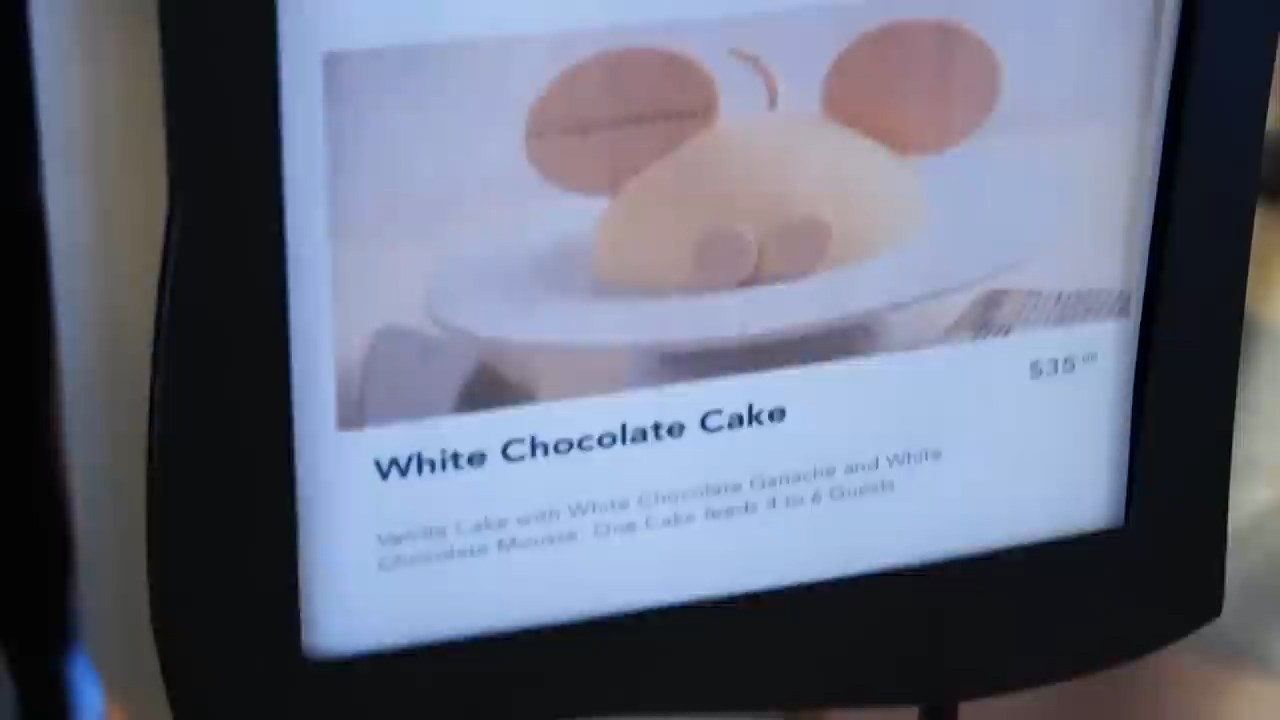 $35.00
White Chocolate Cake
Vanilla Cake with White Chocolate Ganache and White
Chocolate Mousse. One Cake feeds 4 to 6 Guests